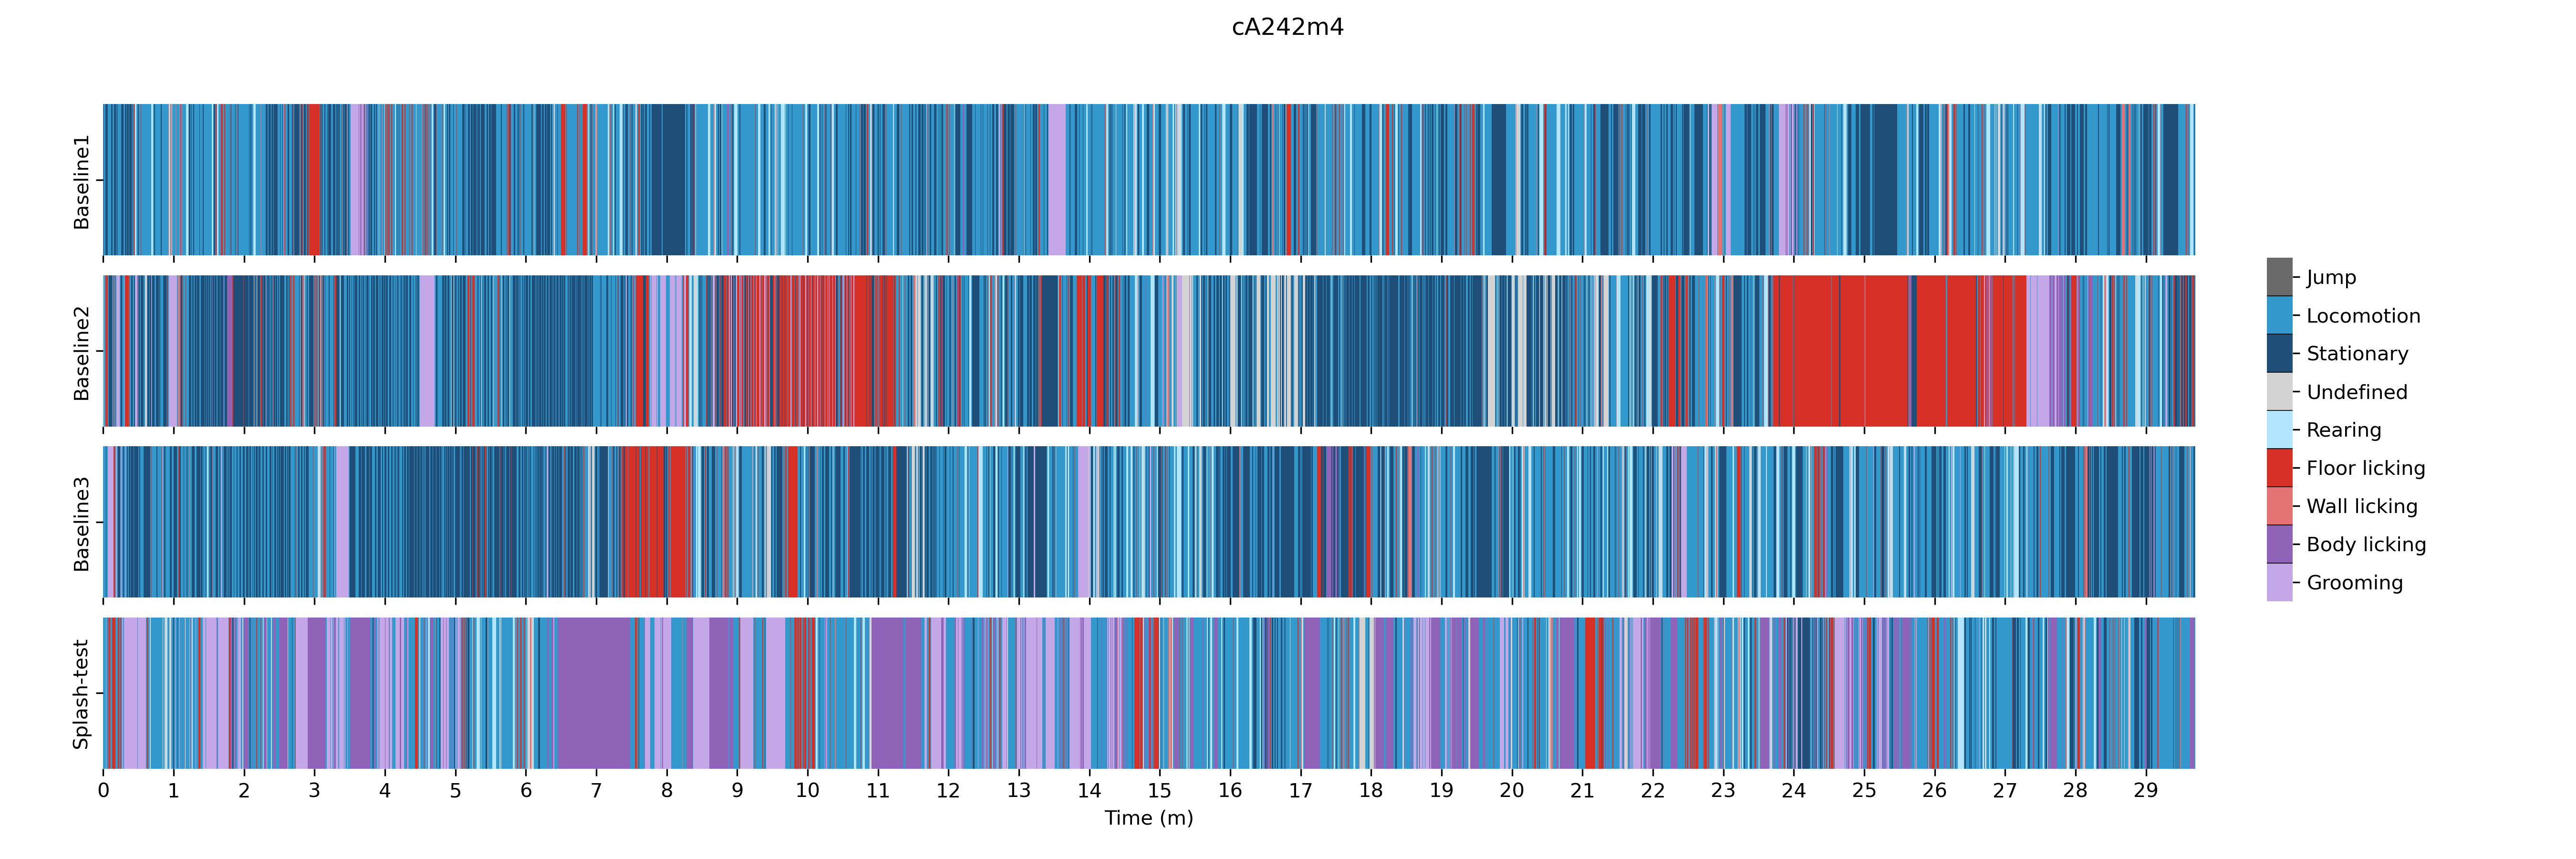 cA242m4
Baseline1
Baseline2
Baseline3
Splash-test
0 1 2 3 4 5 6 7 8 9 10 11 12 13 14 15 16 17 18 19 20 21 22 23 24 25 26 27 28 29
Time (m)
Jump
Locomotion
Stationary
Undefined
Rearing
Floor licking
Wall licking
Body licking
Grooming